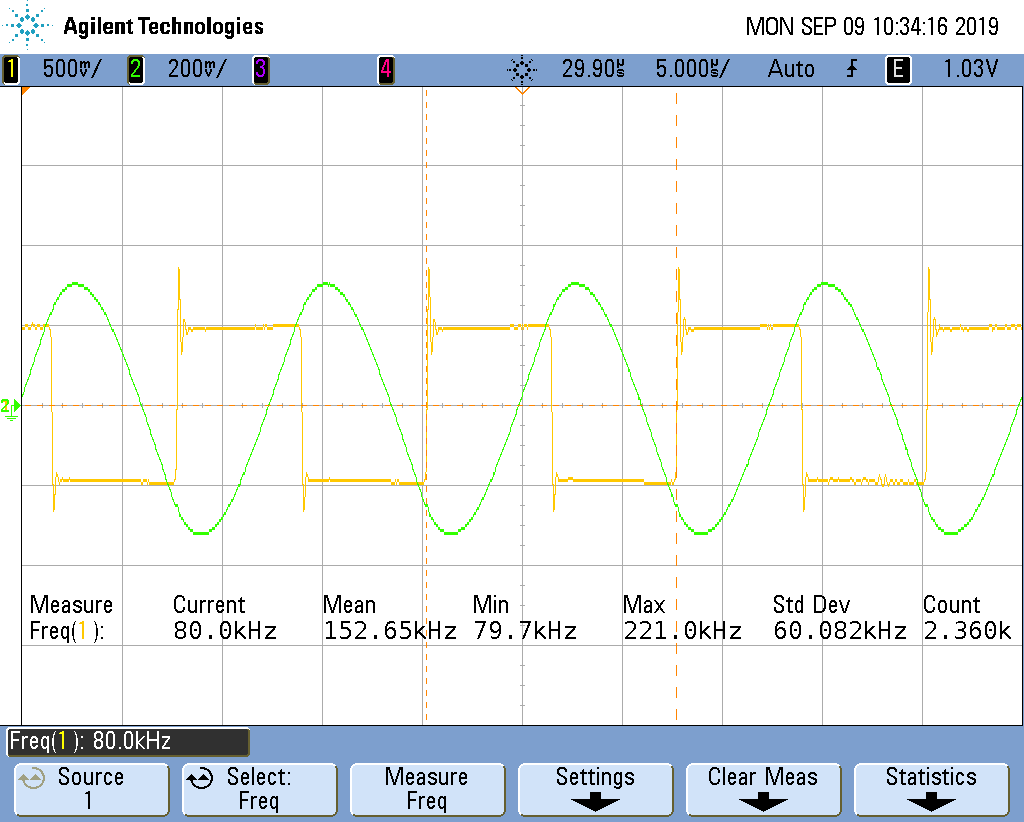 Agilent Technologies MON SEP 09 10:34:16 2019
1 500mV/ 2 200mV/ 3 4 29.90µs 5.000µs/ Auto E 1.03V
2
Measure Current Mean Min Max Std Dev Count
Freq(1): 80.0kHz 152.65kHz 79.7kHz 221.0kHz 60.082kHz 2.360k
Freq(1): 80.0kHz
Source
1
Select:
Freq
Measure
Freq
Settings
Clear Meas
Statistics